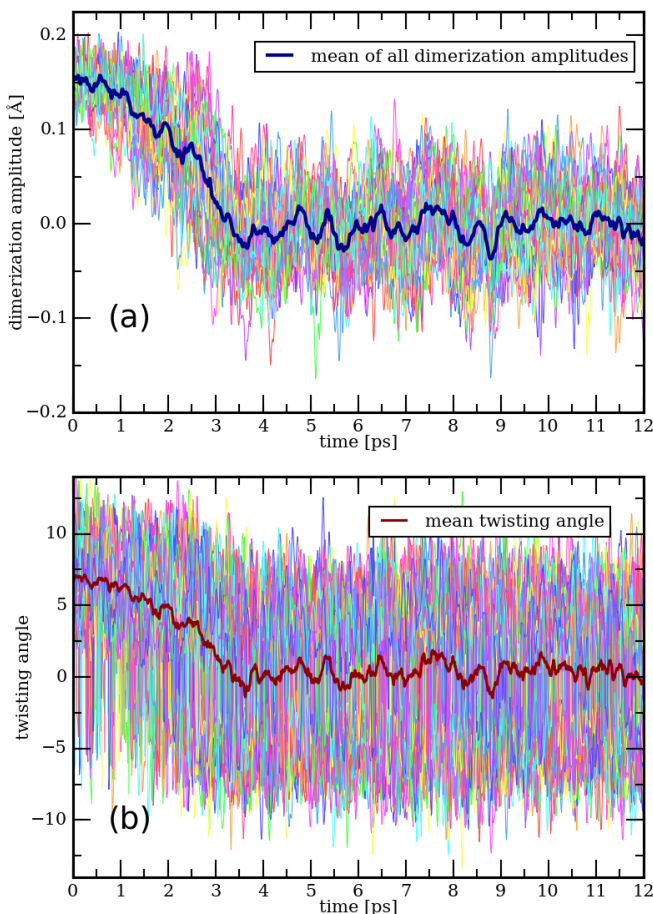 0.2
mean of all dimerization amplitudes
0.1
0.0
−0.1
−0.2
dimerization amplitude [Å]
(a)
0 1 2 3 4 5 6 7 8 9 10 11 12
time [ps]
mean twisting angle
10
5
0
−5
−10
twisting angle
(b)
0 1 2 3 4 5 6 7 8 9 10 11 12
time [ps]